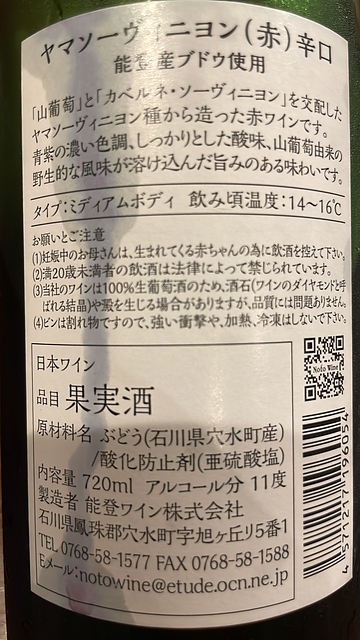 ヤマソーヴィニヨン(赤)辛口
能登産ブドウ使用
「山葡萄」と「カベルネ・ソーヴィニヨン」を交配した
ヤマソーヴィニヨン種から造った赤ワインです。
青紫の濃い色調、しっかりとした酸味、山葡萄由来の
野生的な風味が溶け込んだ旨みのある味わいです。
タイプ:ミディアムボディ 飲み頃温度:14~16℃
お願いとご注意
(1)妊娠中のお母さんは、生まれてくる赤ちゃんの為に飲酒を控えて下さい。
(2)満20歳未満者の飲酒は法律によって禁じられています。
(3)当社のワインは100%生葡萄酒のため、酒石(ワインのダイヤモンドと呼
ばれる結晶)や澱を生じる場合がありますが、品質には問題ありません。
(4)ビンは割れ物ですので、強い衝撃や、加熱、冷凍はしないで下さい。
Noto Wine
日本ワイン
品目 果実酒
原材料名 ぶどう(石川県穴水町産)
/酸化防止剤(亜硫酸塩)
内容量 720ml アルコール分 11度
製造者 能登ワイン株式会社
石川県鳳珠郡穴水町字旭ヶ丘り5番1
TEL 0768-58-1577 FAX 0768-58-1588
Eメール:notowine@etude.ocn.ne.jp
4571217196054